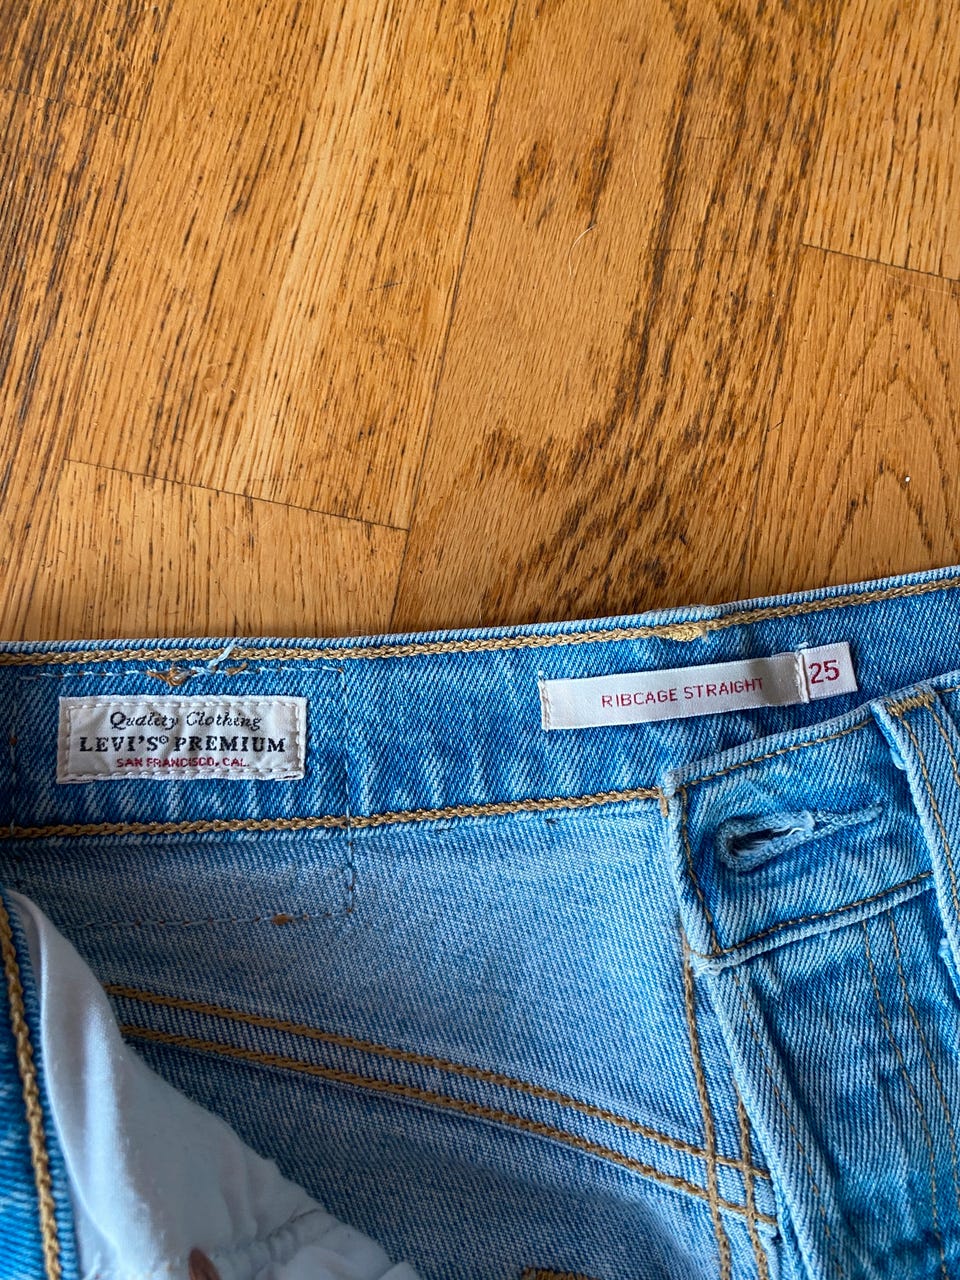 Quality Clothing
LEVI'S® PREMIUM
SAN FRANCISCO, CAL.
RIBCAGE STRAIGHT
25